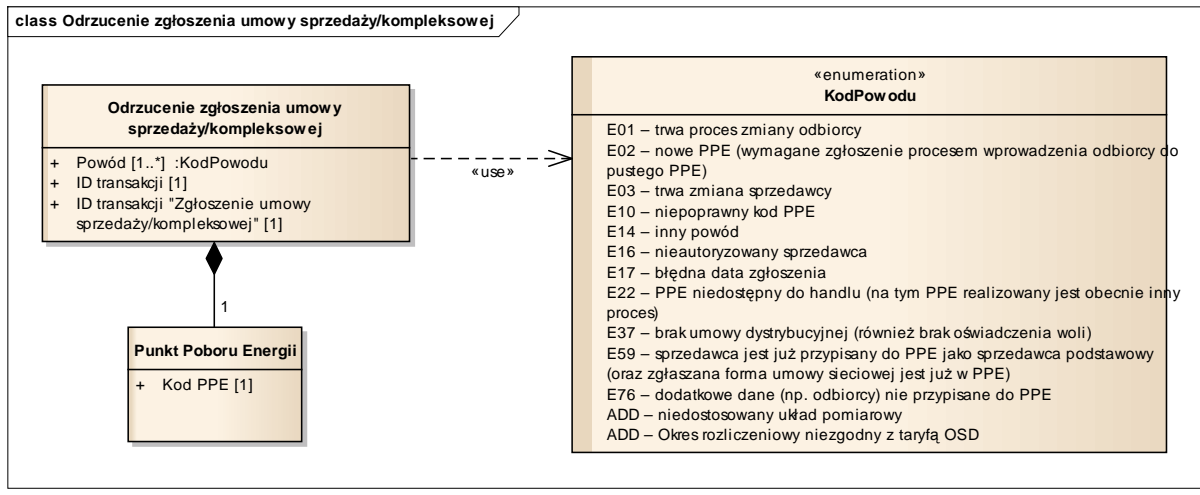 class Odrzucenie zgłoszenia umowy sprzedaży/kompleksowej
Odrzucenie zgłoszenia umowy
sprzedaży/kompleksowej
+ Powód [1..*] :KodPowodu
+ ID transakcji [1]
+ ID transakcji "Zgłoszenie umowy
sprzedaży/kompleksowej" [1]
«use»
1
Punkt Poboru Energii
+ Kod PPE [1]
«enumeration»
KodPowodu
E01 – trwa proces zmiany odbiorcy
E02 – nowe PPE (wymagane zgłoszenie procesem wprowadzenia odbiorcy do
pustego PPE)
E03 – trwa zmiana sprzedawcy
E10 – niepoprawny kod PPE
E14 – inny powód
E16 – nieautoryzowany sprzedawca
E17 – błędna data zgłoszenia
E22 – PPE niedostępny do handlu (na tym PPE realizowany jest obecnie inny
proces)
E37 – brak umowy dystrybucyjnej (również brak oświadczenia woli)
E59 – sprzedawca jest już przypisany do PPE jako sprzedawca podstawowy
(oraz zgłaszana forma umowy sieciowej jest już w PPE)
E76 – dodatkowe dane (np. odbiorcy) nie przypisane do PPE
ADD – niedostosowany układ pomiarowy
ADD – Okres rozliczeniowy niezgodny z taryfą OSD